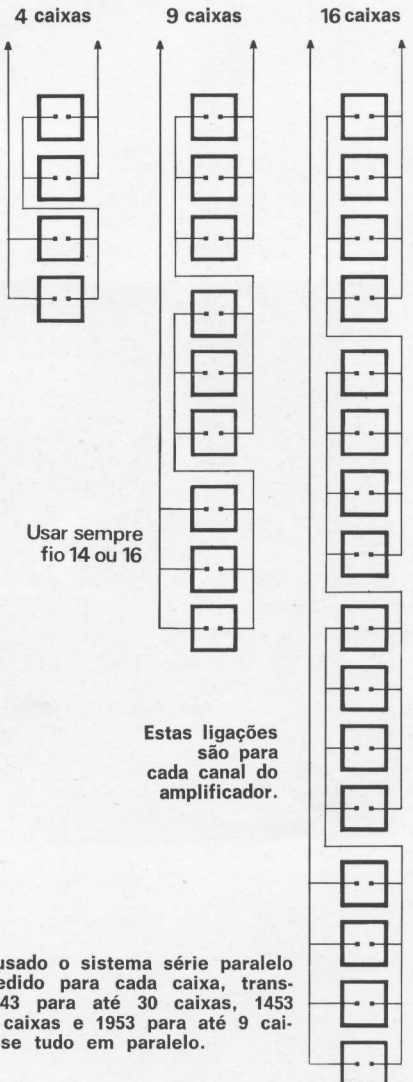 4 caixas
9 caixas
16 caixas
Usar sempre
fio 14 ou 16
Estas ligações
são para
cada canal do
amplificador.
usado o sistema série paralelo
edido para cada caixa, trans-
43 para até 30 caixas, 1453
caixas e 1953 para até 9 cai-
se tudo em paralelo.